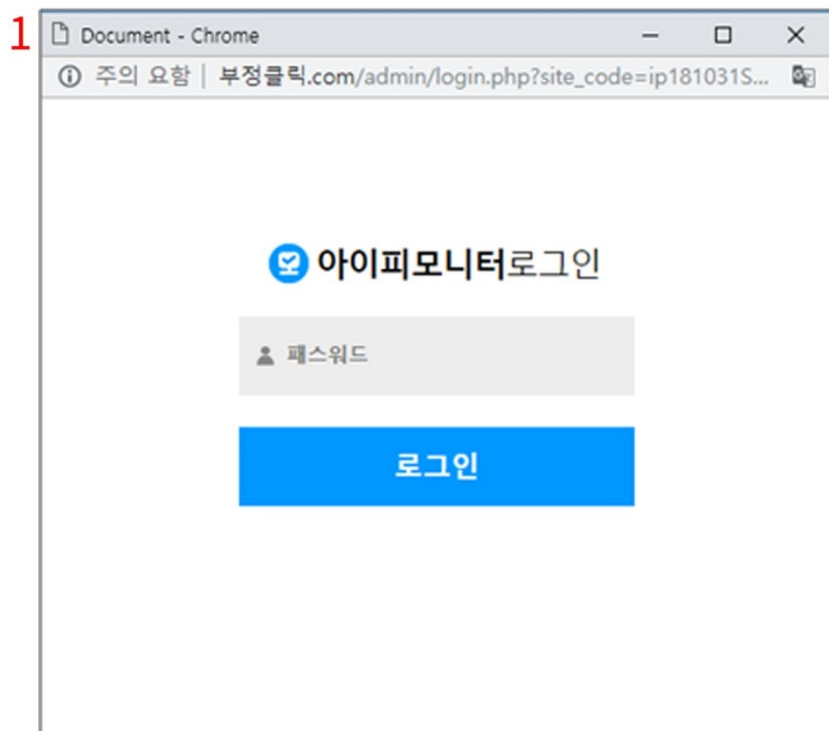 1
Document - Chrome
주의 요함 | 부정클릭.com/admin/login.php?site_code=ip181031S...
아이피모니터로그인
패스워드
로그인